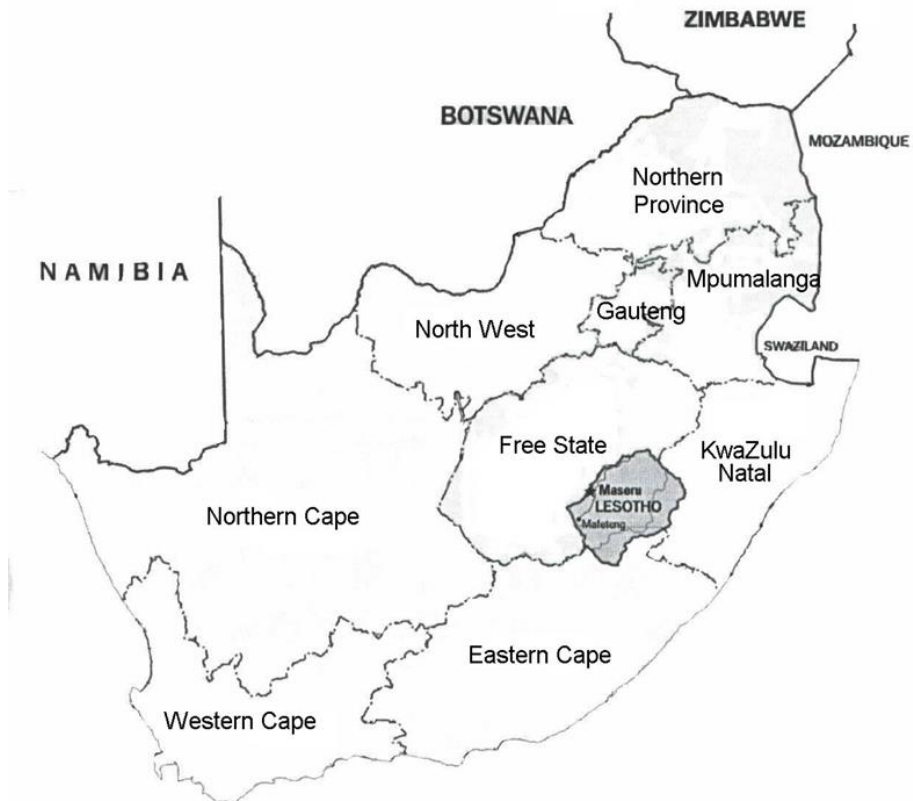 ZIMBABWE
BOTSWANA
MOZAMBIQUE
Northern
Province
NAMIBIA
Mpumalanga
Gauteng
North West
SWAZILAND
Free State
KwaZulu
Natal
Maseru
LESOTHO
Mafeteng
Northern Cape
Eastern Cape
Western Cape